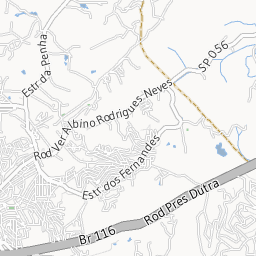 Estr da Penha
SP.056
Rod Ver Albino Rodrigues Neves
Estr dos Fernandes
Rod Pres Dutra
Br 116